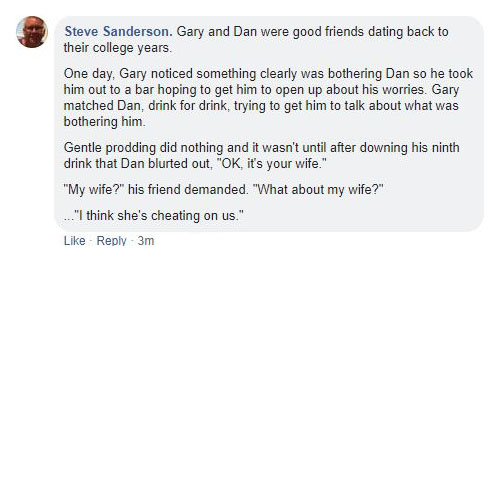 Steve Sanderson. Gary and Dan were good friends dating back to
their college years.
One day, Gary noticed something clearly was bothering Dan so he took
him out to a bar hoping to get him to open up about his worries. Gary
matched Dan, drink for drink, trying to get him to talk about what was
bothering him.
Gentle prodding did nothing and it wasn't until after downing his ninth
drink that Dan blurted out, "OK, it's your wife."
"My wife?" his friend demanded. "What about my wife?"
..."I think she's cheating on us."
Like · Reply · 3m